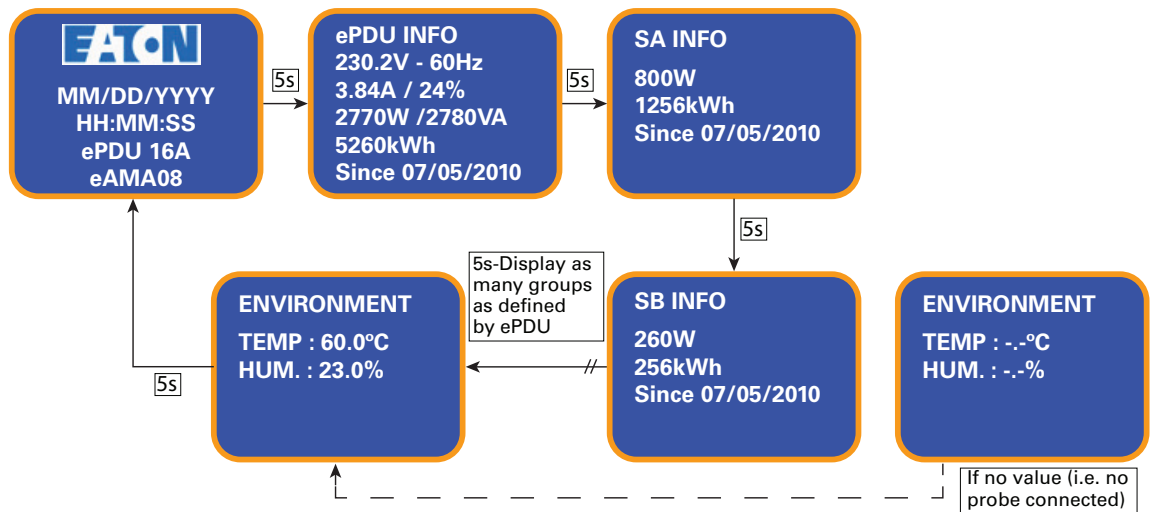 EATON
MM/DD/YYYY
HH:MM:SS
ePDU 16A
eAMA08
5s
ePDU INFO
230.2V - 60Hz
3.84A / 24%
2770W /2780VA
5260kWh
Since 07/05/2010
5s
SA INFO
800W
1256kWh
Since 07/05/2010
5s
SB INFO
260W
256kWh
Since 07/05/2010
5s-Display as
many groups
as defined
by ePDU
ENVIRONMENT
TEMP : 60.0ºC
HUM. : 23.0%
5s
ENVIRONMENT
TEMP : -.-ºC
HUM. : -.-%
If no value (i.e. no
probe connected)